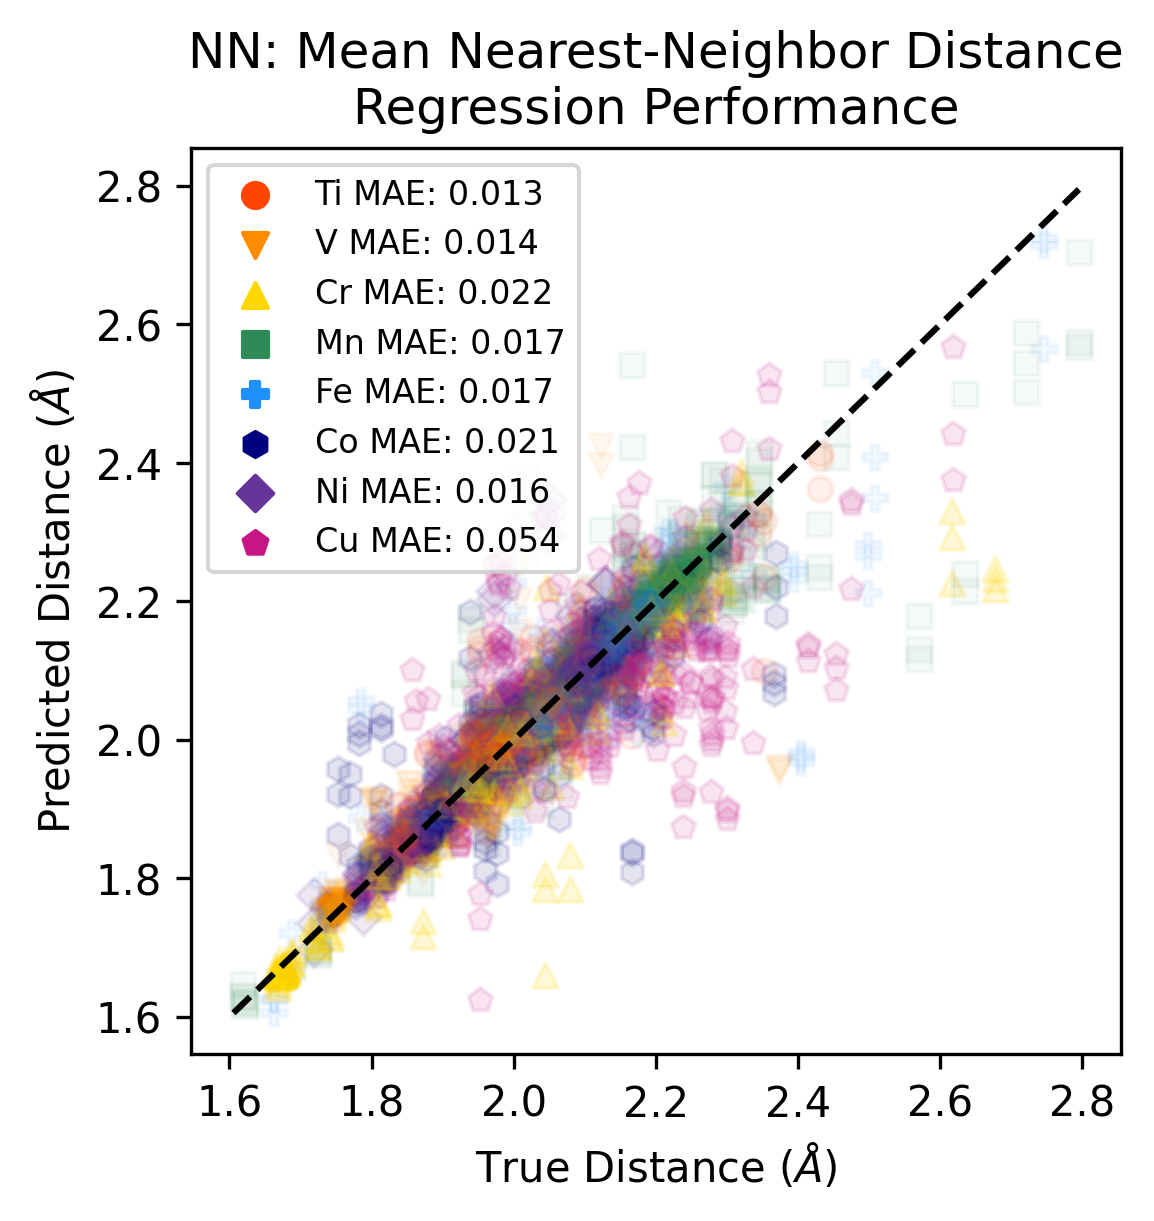 NN: Mean Nearest-Neighbor Distance
Regression Performance
Ti MAE: 0.013
V MAE: 0.014
Cr MAE: 0.022
Mn MAE: 0.017
Fe MAE: 0.017
Co MAE: 0.021
Ni MAE: 0.016
Cu MAE: 0.054
Predicted Distance (Å)
2.8
2.6
2.4
2.2
2.0
1.8
1.6
1.6 1.8 2.0 2.2 2.4 2.6 2.8
True Distance (Å)